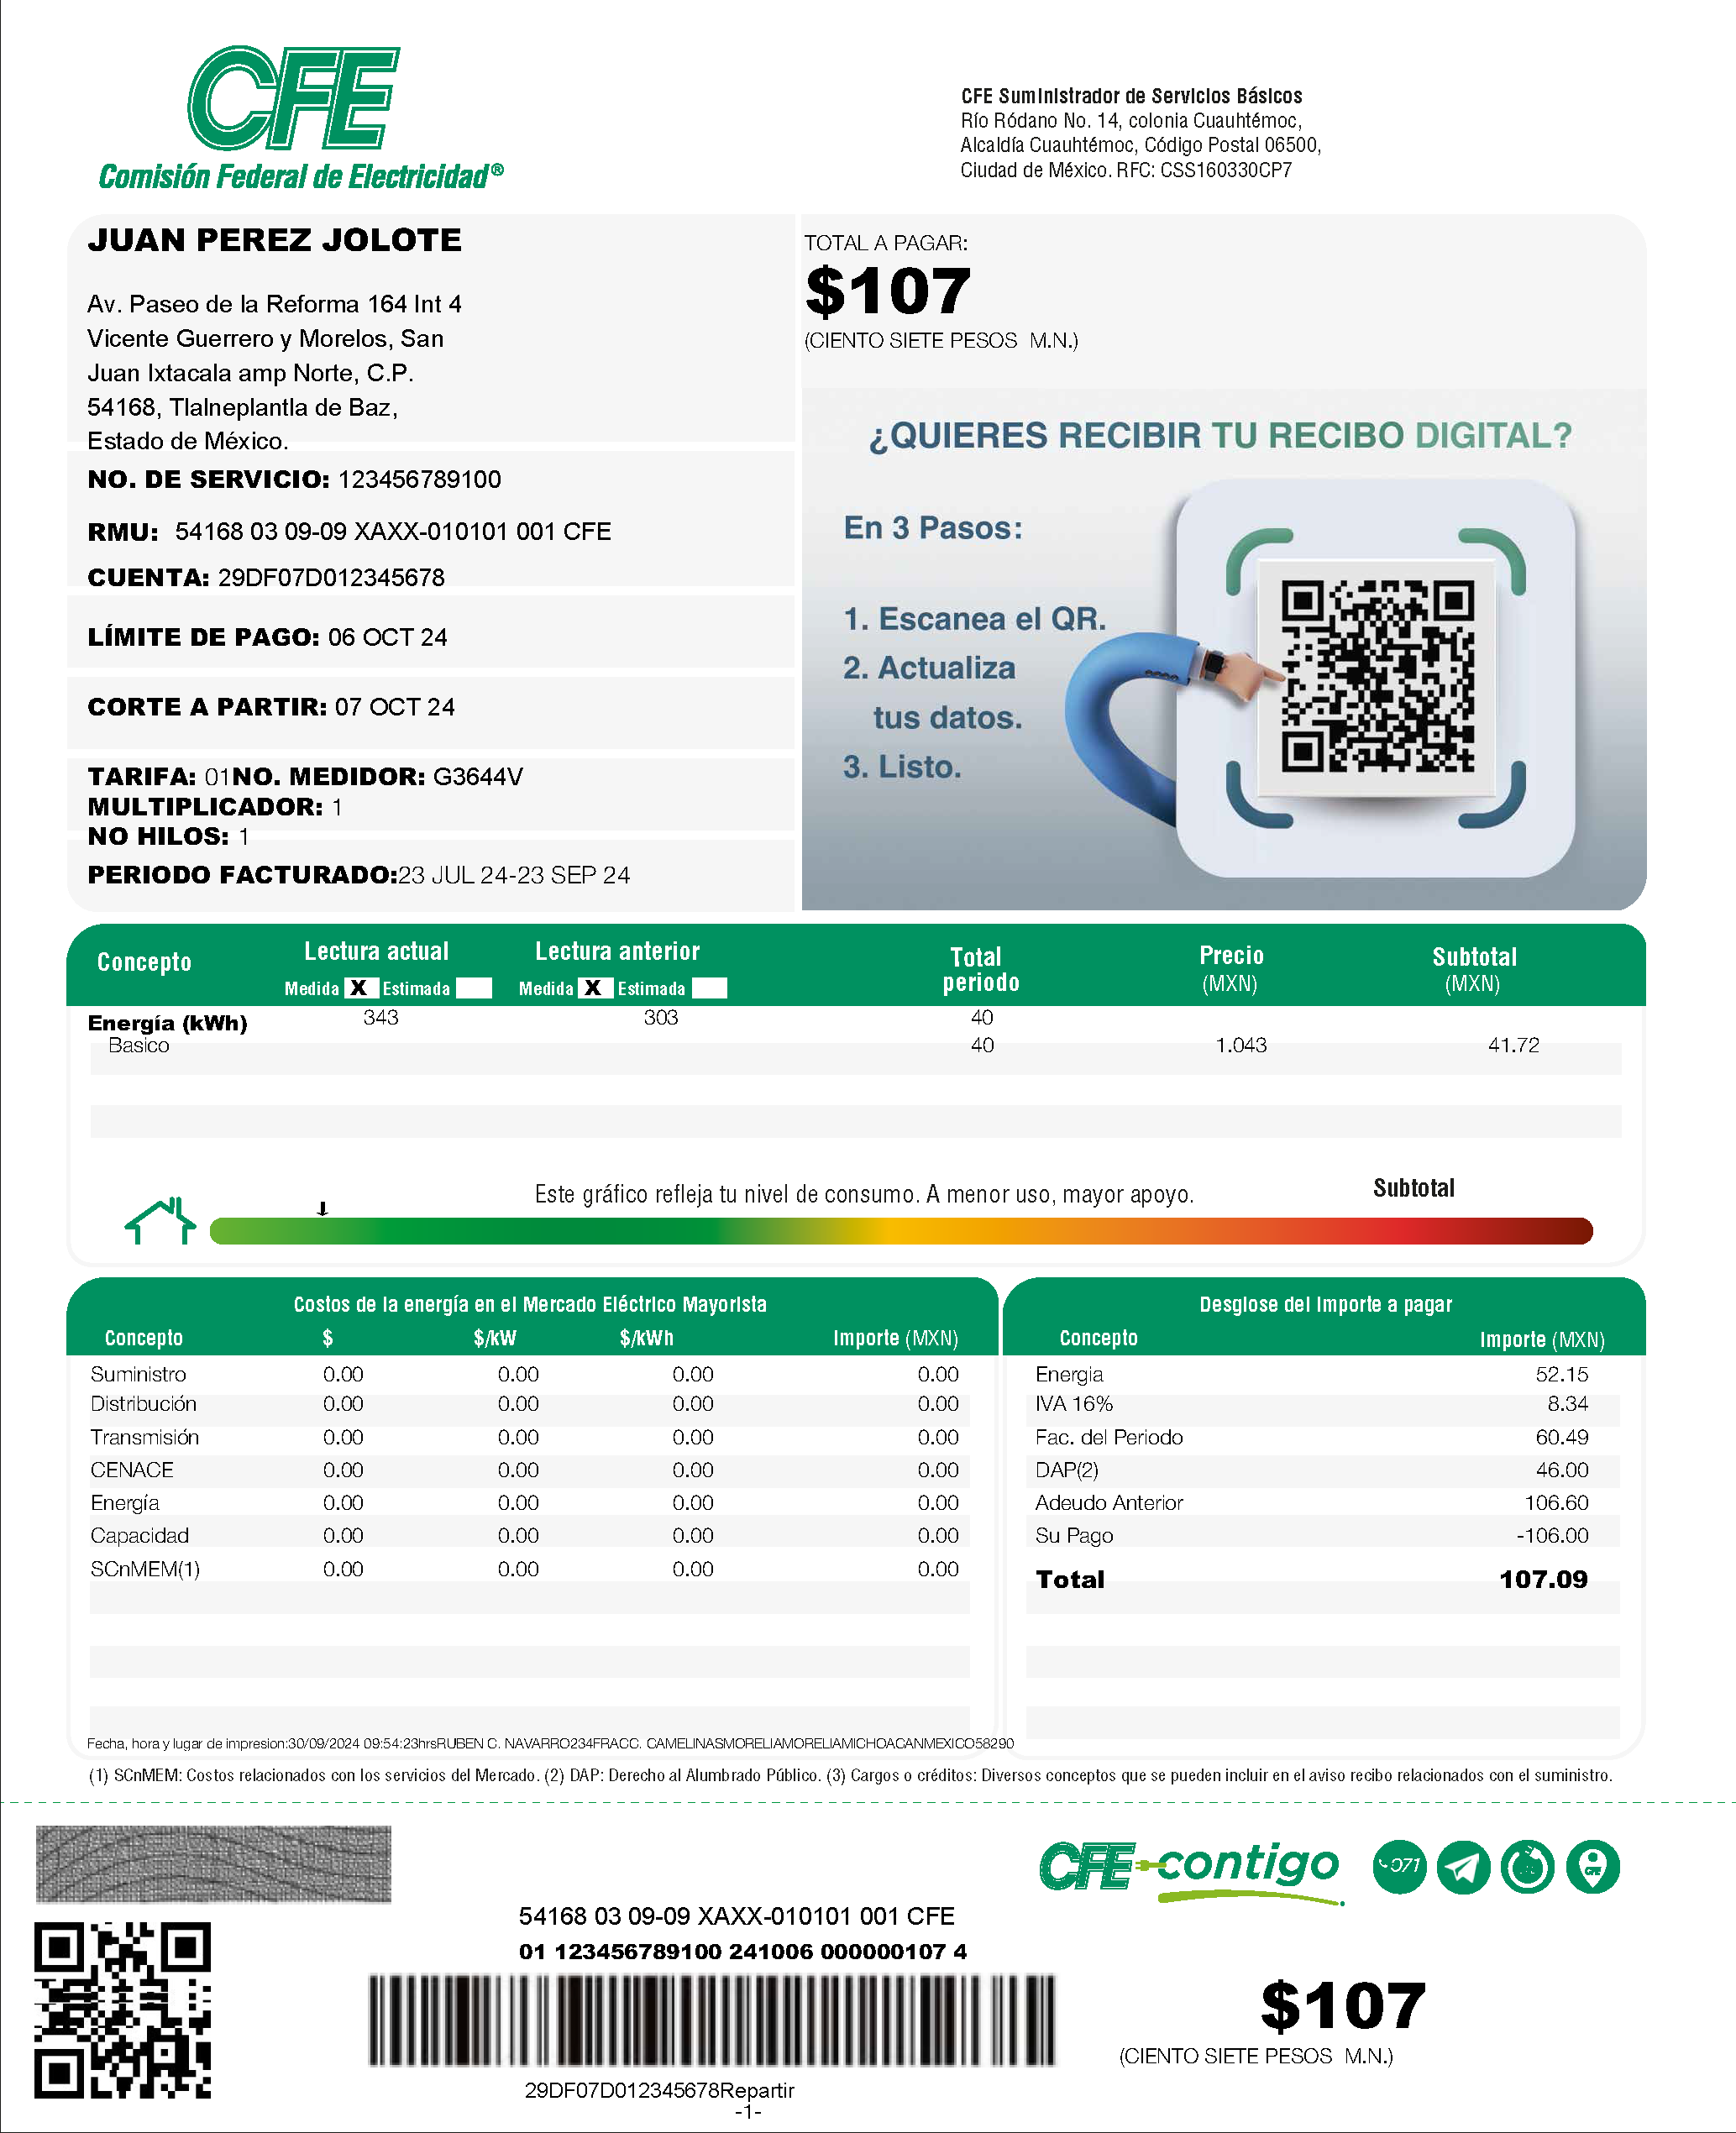 CFE
Comisión Federal de Electricidad®
CFE Suministrador de Servicios Básicos
Río Ródano No. 14, colonia Cuauhtémoc,
Alcaldía Cuauhtémoc, Código Postal 06500,
Ciudad de México. RFC: CSS160330CP7
JUAN PEREZ JOLOTE
Av. Paseo de la Reforma 164 Int 4
Vicente Guerrero y Morelos, San
Juan Ixtacala amp Norte, C.P.
54168, Tlalneplantla de Baz,
Estado de México.
NO. DE SERVICIO: 123456789100
RMU: 54168 03 09-09 XAXX-010101 001 CFE
CUENTA: 29DF07D012345678
LÍMITE DE PAGO: 06 OCT 24
CORTE A PARTIR: 07 OCT 24
TARIFA: 01NO. MEDIDOR: G3644V
MULTIPLICADOR: 1
NO HILOS: 1
PERIODO FACTURADO:23 JUL 24-23 SEP 24
TOTAL A PAGAR:
$107
(CIENTO SIETE PESOS M.N.)
¿QUIERES RECIBIR TU RECIBO DIGITAL?
En 3 Pasos:
1. Escanea el QR.
2. Actualiza
tus datos.
3. Listo.
Concepto Lectura actual Lectura anterior Total periodo Precio (MXN) Subtotal (MXN)
Medida X Estimada Medida X Estimada
Energía (kWh) 343 303 40
Basico 40 1.043 41.72
Este gráfico refleja tu nivel de consumo. A menor uso, mayor apoyo. Subtotal
Costos de la energía en el Mercado Eléctrico Mayorista
Concepto $ $/kW $/kWh Importe (MXN)
Suministro 0.00 0.00 0.00 0.00
Distribución 0.00 0.00 0.00 0.00
Transmisión 0.00 0.00 0.00 0.00
CENACE 0.00 0.00 0.00 0.00
Energía 0.00 0.00 0.00 0.00
Capacidad 0.00 0.00 0.00 0.00
SCnMEM(1) 0.00 0.00 0.00 0.00
Desglose del importe a pagar
Concepto Importe (MXN)
Energia 52.15
IVA 16% 8.34
Fac. del Periodo 60.49
DAP(2) 46.00
Adeudo Anterior 106.60
Su Pago -106.00
Total 107.09
Fecha, hora y lugar de impresion:30/09/2024 09:54:23hrsRUBEN C. NAVARRO234FRACC. CAMELINASMORELIAMORELIAMICHOACANMEXICO58290
(1) SCnMEM: Costos relacionados con los servicios del Mercado. (2) DAP: Derecho al Alumbrado Público. (3) Cargos o créditos: Diversos conceptos que se pueden incluir en el aviso recibo relacionados con el suministro.
CFE contigo
071
CFE
54168 03 09-09 XAXX-010101 001 CFE
01 123456789100 241006 000000107 4
$107
(CIENTO SIETE PESOS M.N.)
29DF07D012345678Repartir
-1-